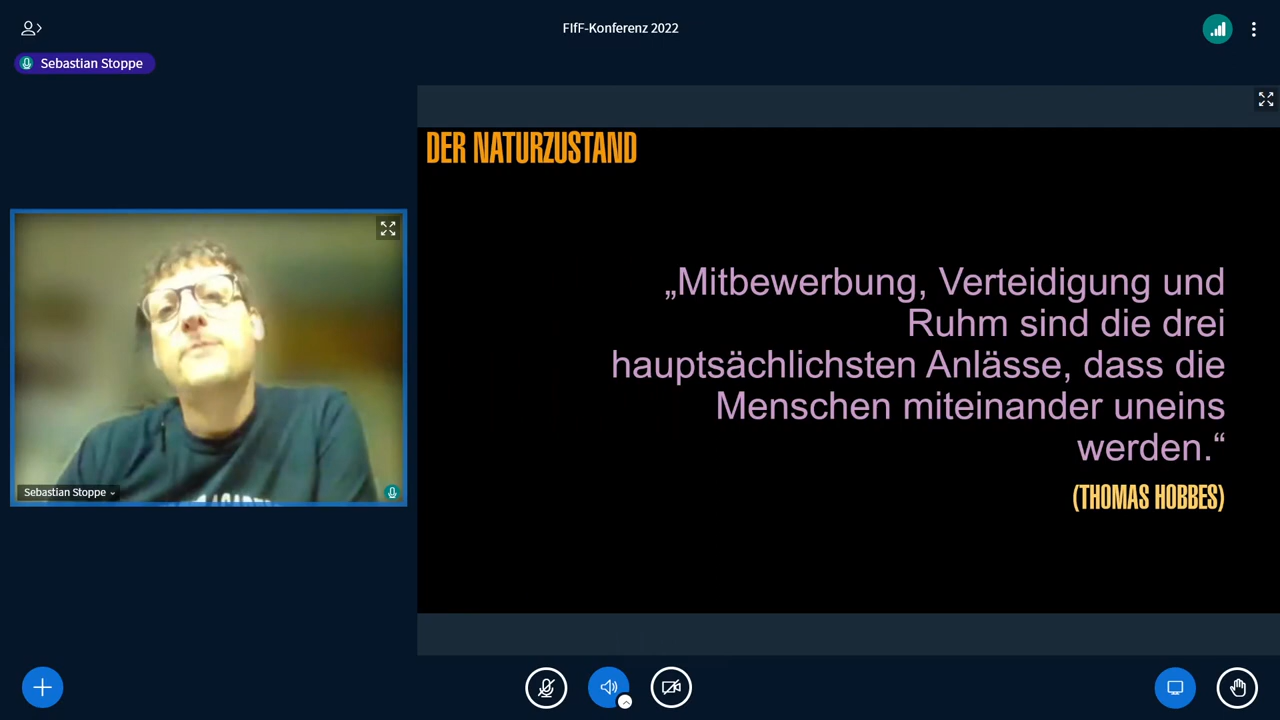 FIfF-Konferenz 2022
Sebastian Stoppe
DER NATURZUSTAND
„Mitbewerbung, Verteidigung und
Ruhm sind die drei
hauptsächlichsten Anlässe, dass die
Menschen miteinander uneins
werden.“
(THOMAS HOBBES)
Sebastian Stoppe